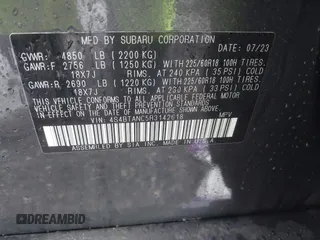 MFD BY SUBARU CORPORATION DATE 07/23
GVWR: 4850 LB (2200 KG)
GAWR:F. 2756 LB (1250 KG) WITH 225/60R18 100H TIRES.
18X7J RIMS. AT 240 KPA (35 PSI) COLD
GAWR:R. 2690 LB (1220 KG) WITH 225/60R18 100H TIRES.
18X7J RIMS. AT 230 KPA (33 PSI) COLD
THIS VEHICLE CONFORMS TO ALL APPLICABLE FEDERAL MOTOR
VEHICLE SAFETY, BUMPER, AND THEFT PREVENTION STANDARDS
IN EFFECT ON THE DATE OF MANUFACTURE SHOWN ABOVE.
VIN: 4S4BTANC5R3142618 MPV
ASSEMBLED BY SIA, INC. IN U.S.A.
DREAMBID